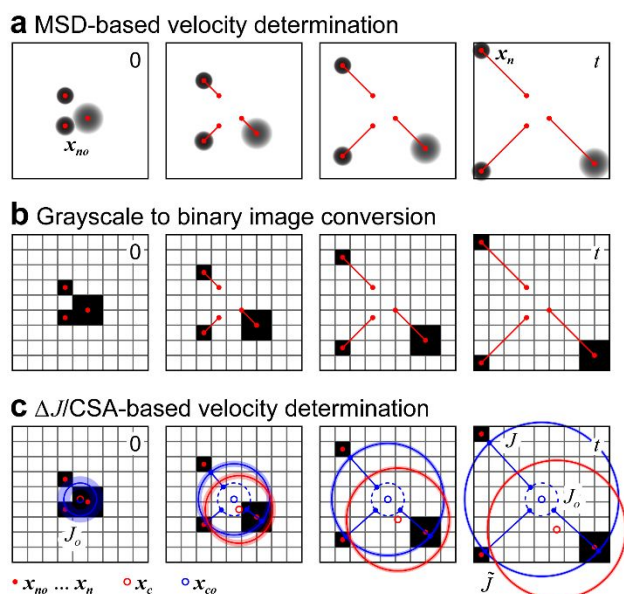 a MSD-based velocity determination
0
x_no
x_n
t
b Grayscale to binary image conversion
0
t
c ΔJ/CSA-based velocity determination
0
J_o
J
t
J_o
J̃
x_no ... x_n x_c x_co